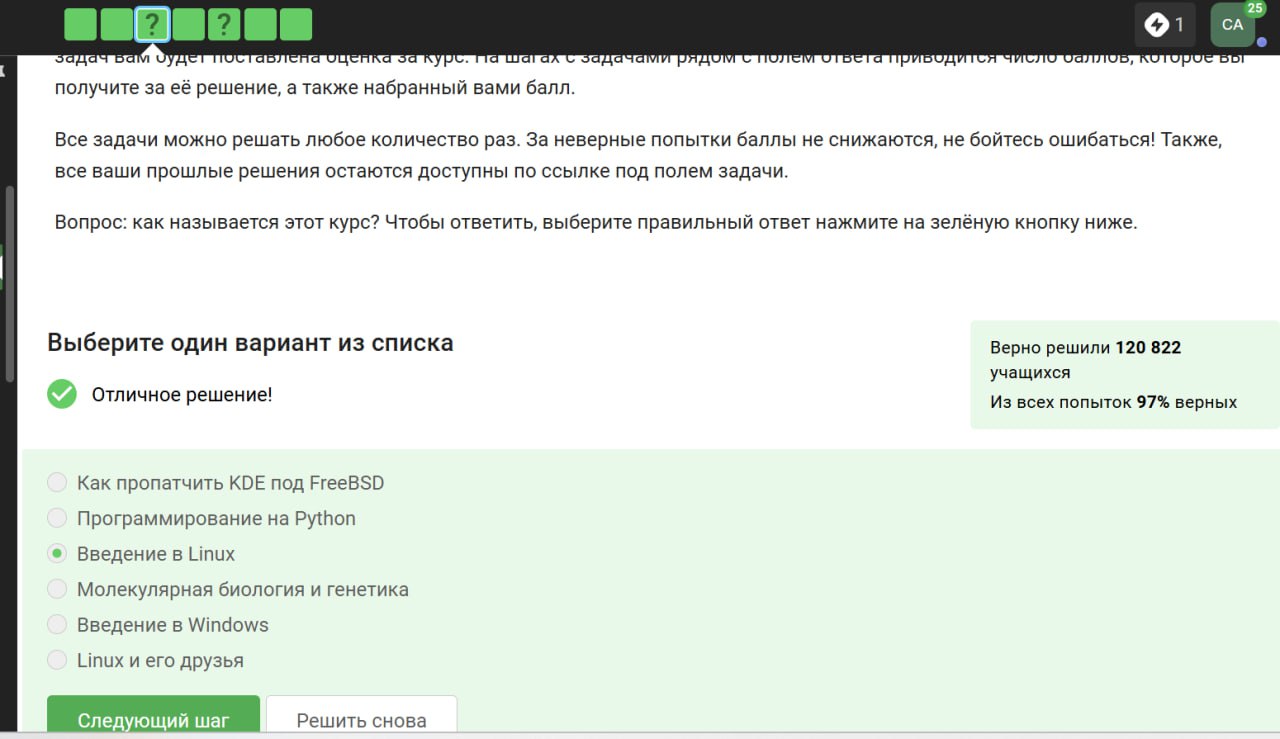 ?
?
1
CA
25
задач вам будет поставлена оценка за курс. На шагах с задачами рядом с полем ответа приводится число баллов, которое вы
получите за её решение, а также набранный вами балл.
Все задачи можно решать любое количество раз. За неверные попытки баллы не снижаются, не бойтесь ошибаться! Также,
все ваши прошлые решения остаются доступны по ссылке под полем задачи.
Вопрос: как называется этот курс? Чтобы ответить, выберите правильный ответ нажмите на зелёную кнопку ниже.
Выберите один вариант из списка
Отличное решение!
Верно решили 120 822
учащихся
Из всех попыток 97% верных
Как пропатчить KDE под FreeBSD
Программирование на Python
Введение в Linux
Молекулярная биология и генетика
Введение в Windows
Linux и его друзья
Следующий шаг
Решить снова